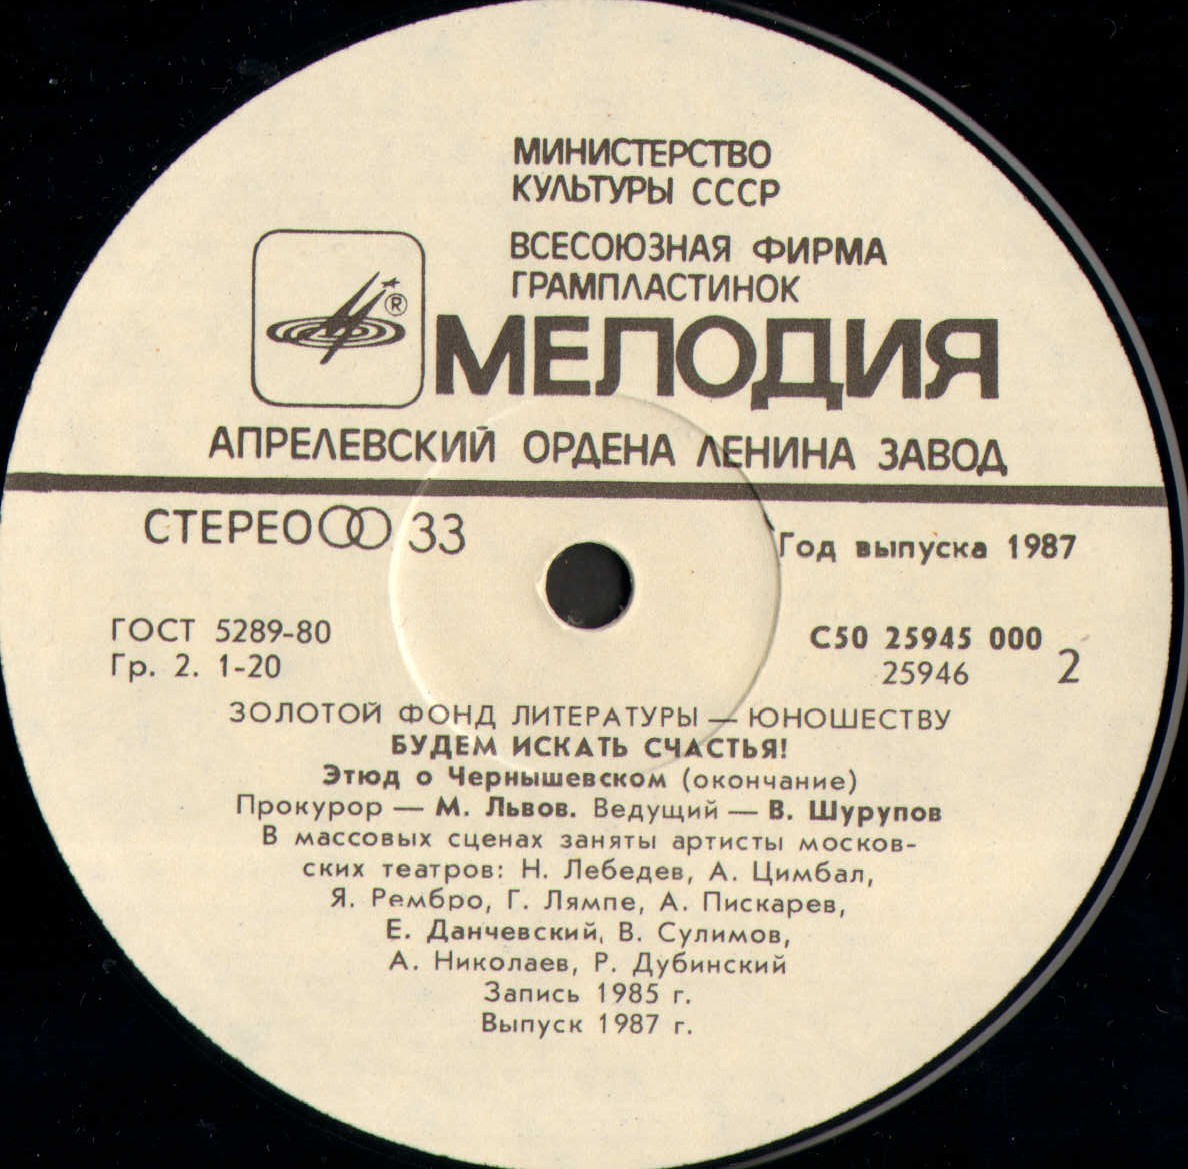 МИНИСТЕРСТВО
КУЛЬТУРЫ СССР
ВСЕСОЮЗНАЯ ФИРМА
ГРАМПЛАСТИНОК
®
МЕЛОДИЯ
АПРЕЛЕВСКИЙ ОРДЕНА ЛЕНИНА ЗАВОД
СТЕРЕО 33
Год выпуска 1987
ГОСТ 5289-80
Гр. 2. 1-20
С50 25945 000
25946
2
ЗОЛОТОЙ ФОНД ЛИТЕРАТУРЫ — ЮНОШЕСТВУ
БУДЕМ ИСКАТЬ СЧАСТЬЯ!
Этюд о Чернышевском (окончание)
Прокурор — М. Львов. Ведущий — В. Шурупов
В массовых сценах заняты артисты москов-
ских театров: Н. Лебедев, А. Цимбал,
Я. Рембро, Г. Лямпе, А. Пискарев,
Е. Данчевский, В. Сулимов,
А. Николаев, Р. Дубинский
Запись 1985 г.
Выпуск 1987 г.